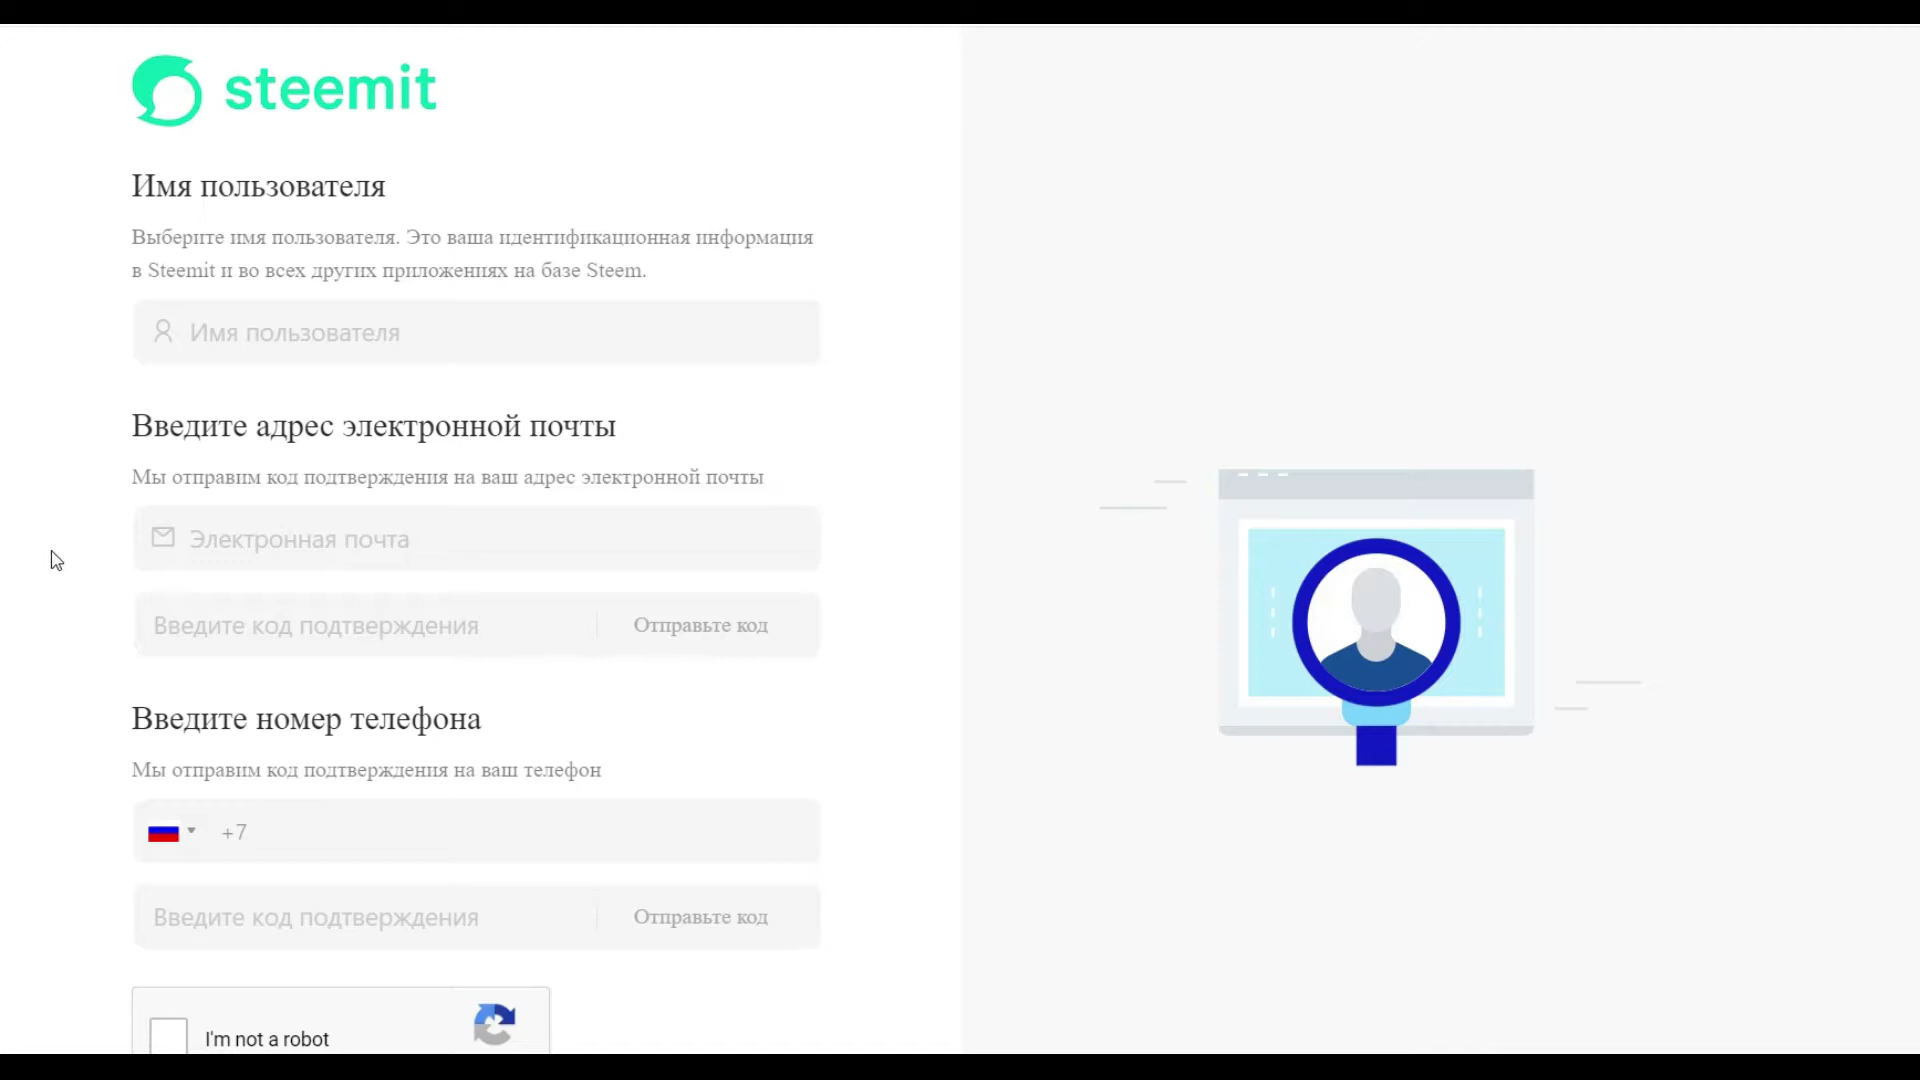 steemit
Имя пользователя
Выберите имя пользователя. Это ваша идентификационная информация
в Steemit и во всех других приложениях на базе Steem.
Имя пользователя
Введите адрес электронной почты
Мы отправим код подтверждения на ваш адрес электронной почты
Электронная почта
Введите код подтверждения Отправьте код
Введите номер телефона
Мы отправим код подтверждения на ваш телефон
+7
Введите код подтверждения Отправьте код
I'm not a robot